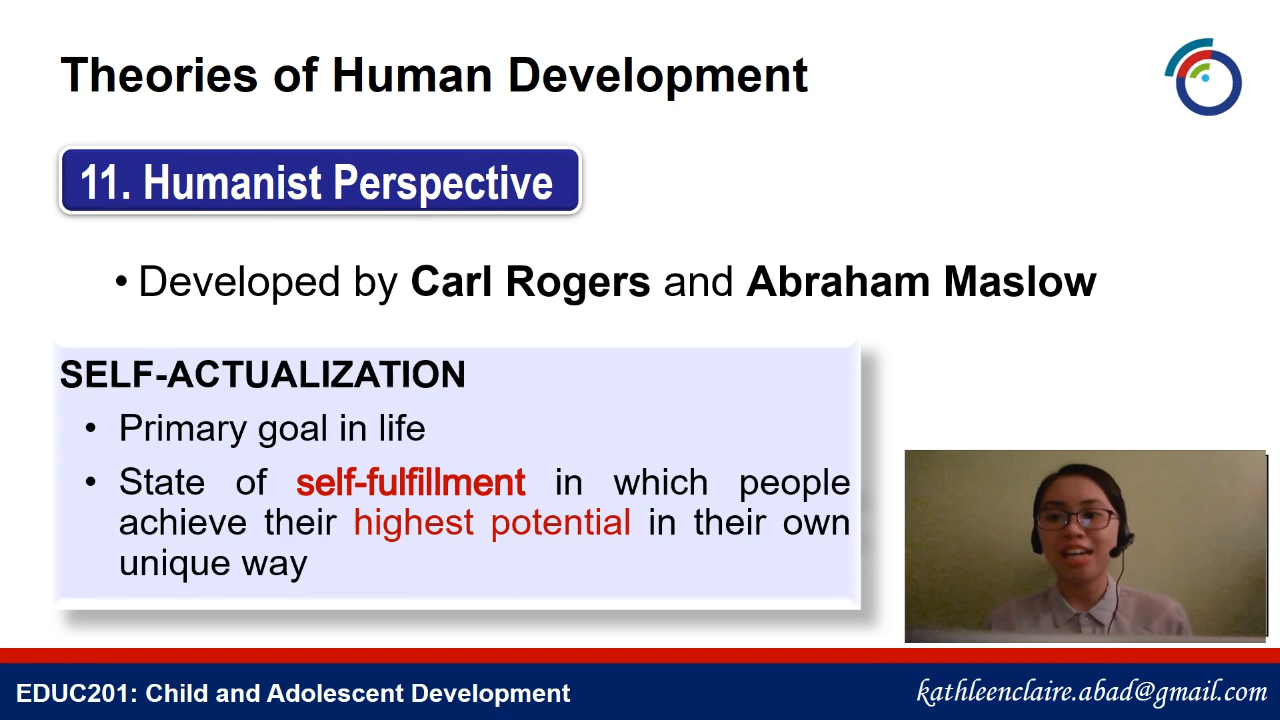 Theories of Human Development
11. Humanist Perspective
• Developed by Carl Rogers and Abraham Maslow
SELF-ACTUALIZATION
• Primary goal in life
• State of self-fulfillment in which people
achieve their highest potential in their own
unique way
EDUC201: Child and Adolescent Development
kathleenclaire.abad@gmail.com